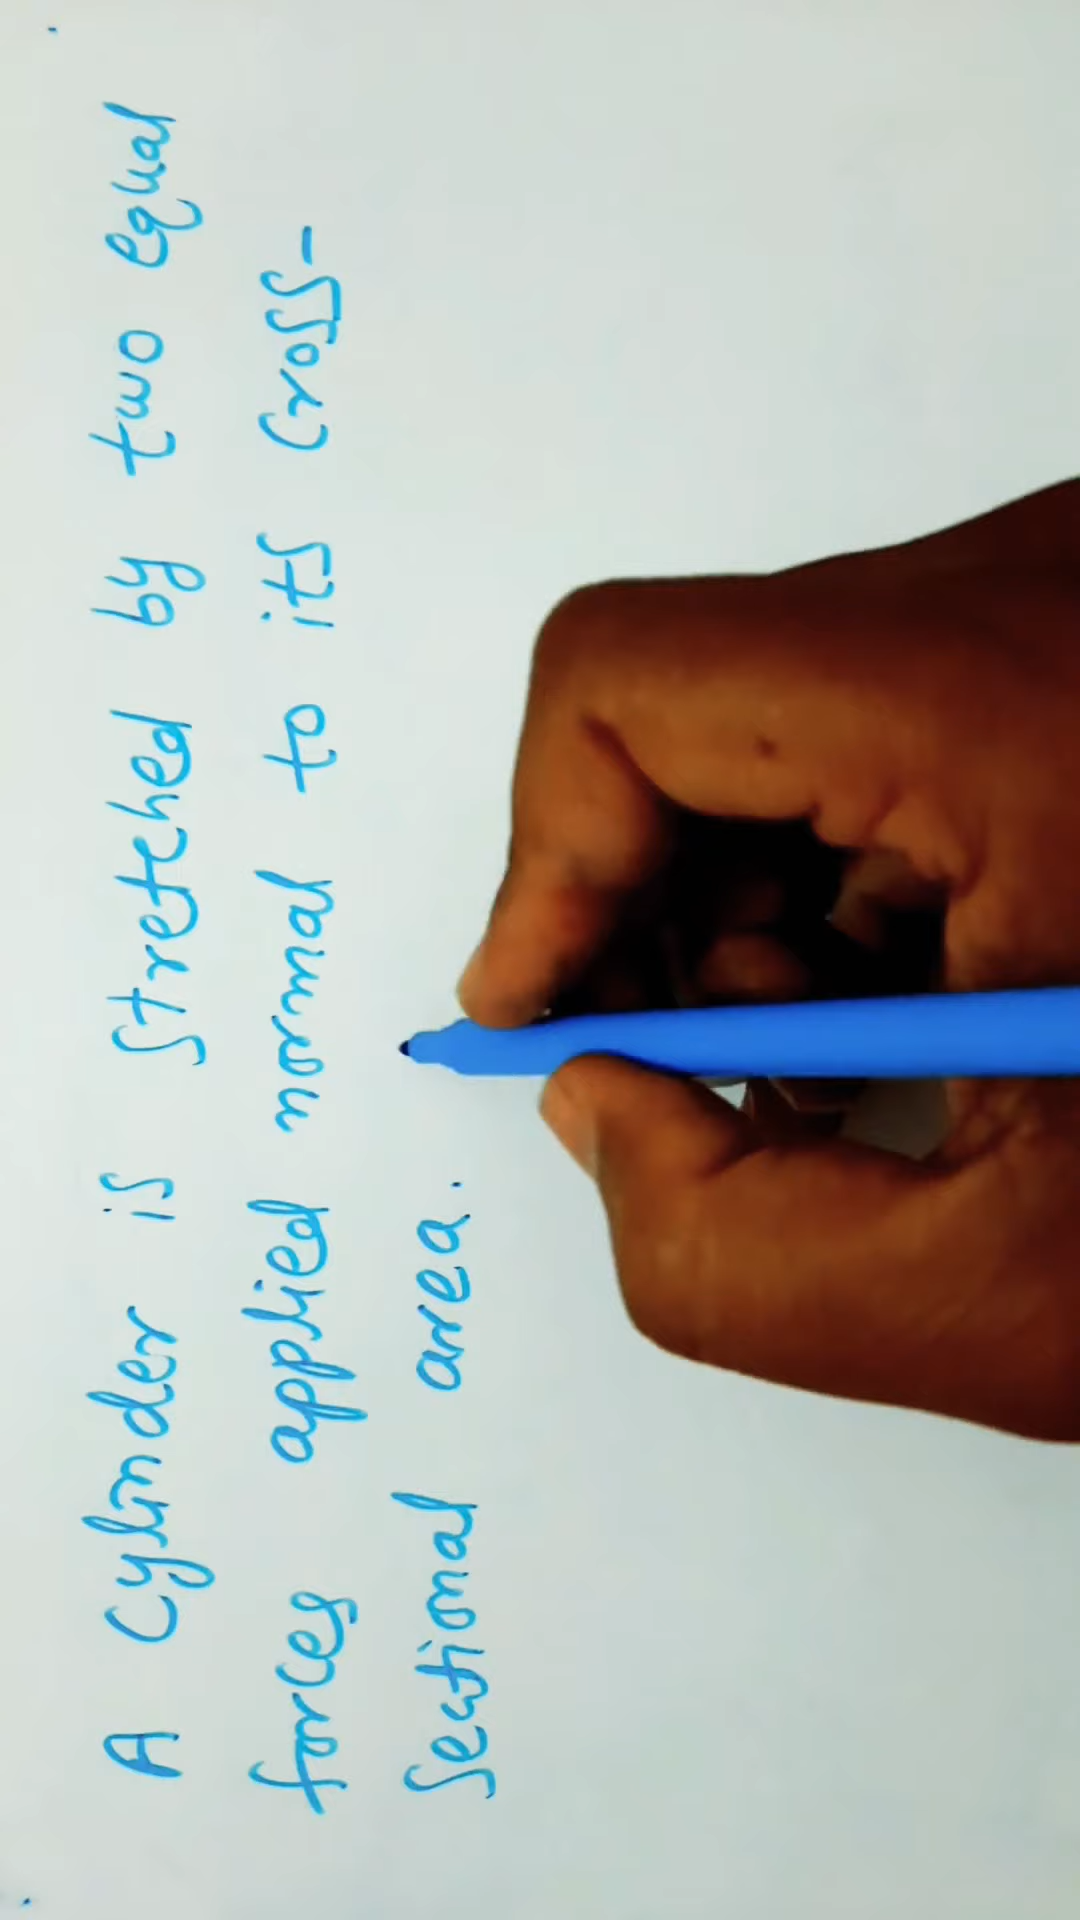 A Cylinder is stretched by two equal
forces applied normal to its cross-
sectional area.